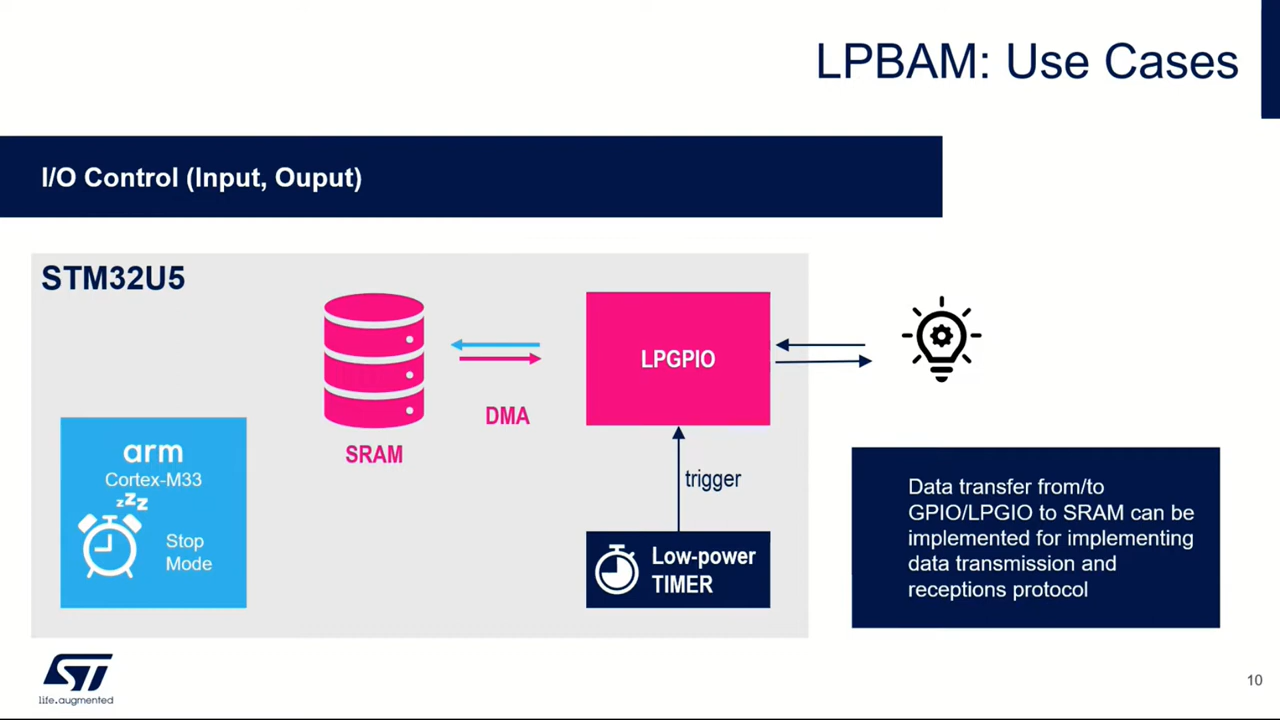 LPBAM: Use Cases
I/O Control (Input, Ouput)
STM32U5
LPGPIO
DMA
SRAM
arm
Cortex-M33
zzZ
Stop
Mode
trigger
Low-power
TIMER
Data transfer from/to
GPIO/LPGIO to SRAM can be
implemented for implementing
data transmission and
receptions protocol
ST
life.augmented
10